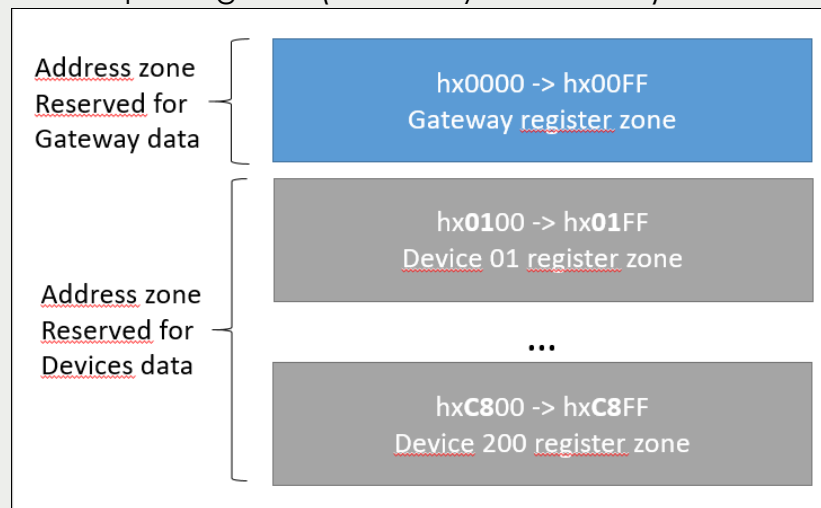 Address zone
Reserved for
Gateway data
hx0000 -> hx00FF
Gateway register zone
Address zone
Reserved for
Devices data
hx0100 -> hx01FF
Device 01 register zone
...
hxC800 -> hxC8FF
Device 200 register zone